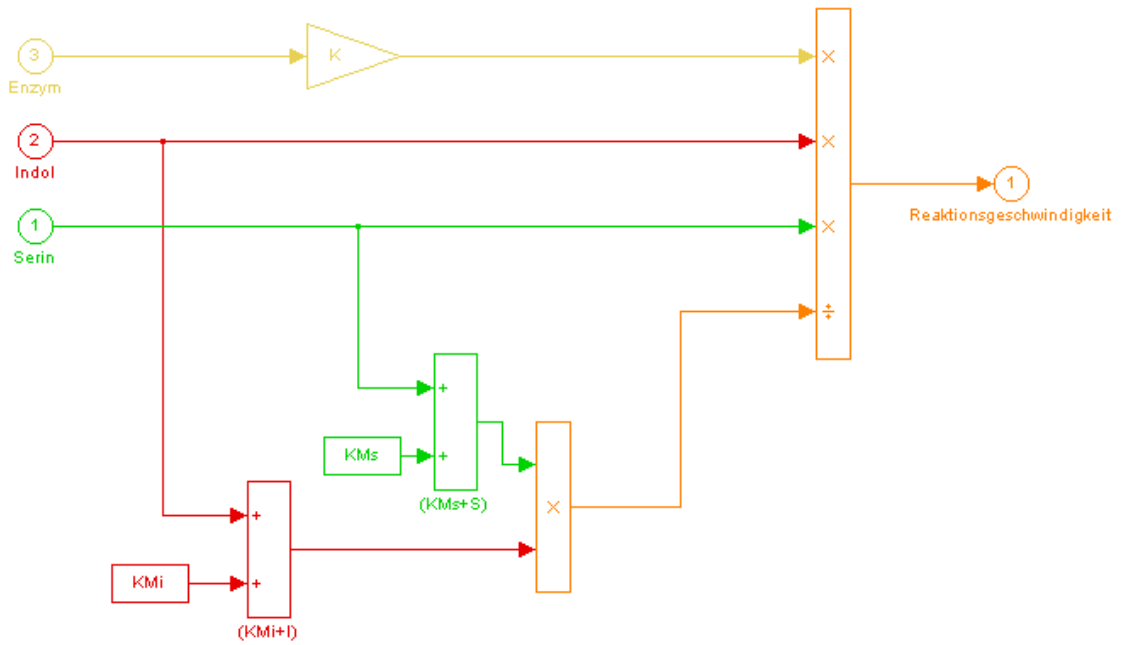 3
K
×
Enzym
2
×
Indol
1
Reaktionsgeschwindigkeit
1
×
Serin
÷
+
KMs
+
(KMs+S)
×
+
KMi
+
(KMi+I)